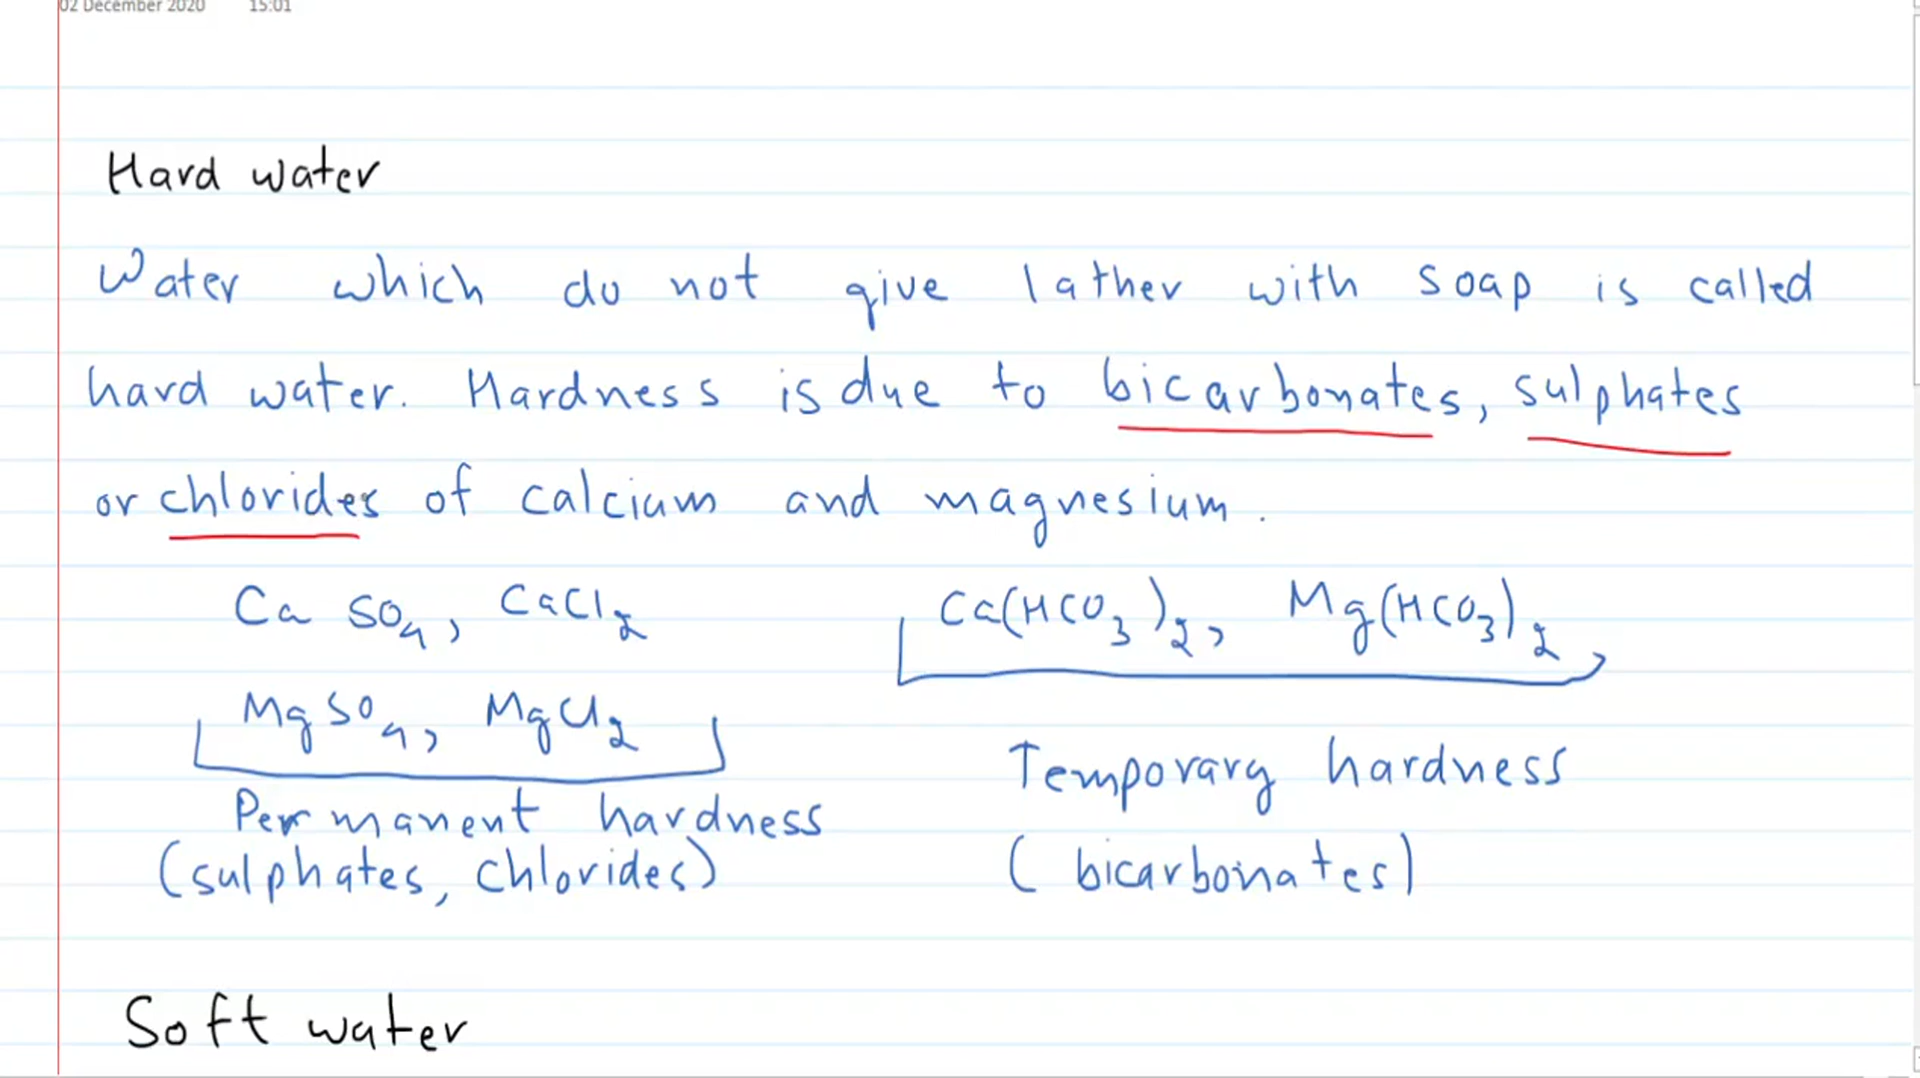 02 December 2020 15:01
Hard water
Water which do not give lather with soap is called
hard water. Hardness is due to bicarbonates, sulphates
or chlorides of calcium and magnesium.
Ca SO4, CaCl2 Ca(HCO3)2, Mg(HCO3)2,
MgSO4, MgCl2
Temporary hardness
Permanent hardness
(sulphates, chlorides) (bicarbonates)
Soft water